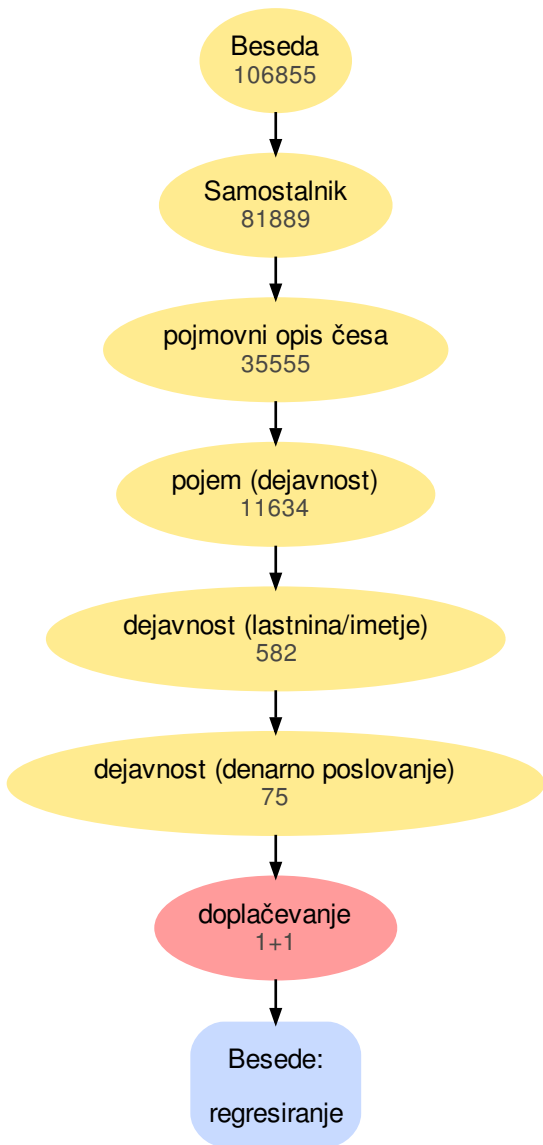 Beseda
106855
Samostalnik
81889
pojmovni opis česa
35555
pojem (dejavnost)
11634
dejavnost (lastnina/imetje)
582
dejavnost (denarno poslovanje)
75
doplačevanje
1+1
Besede:
regresiranje